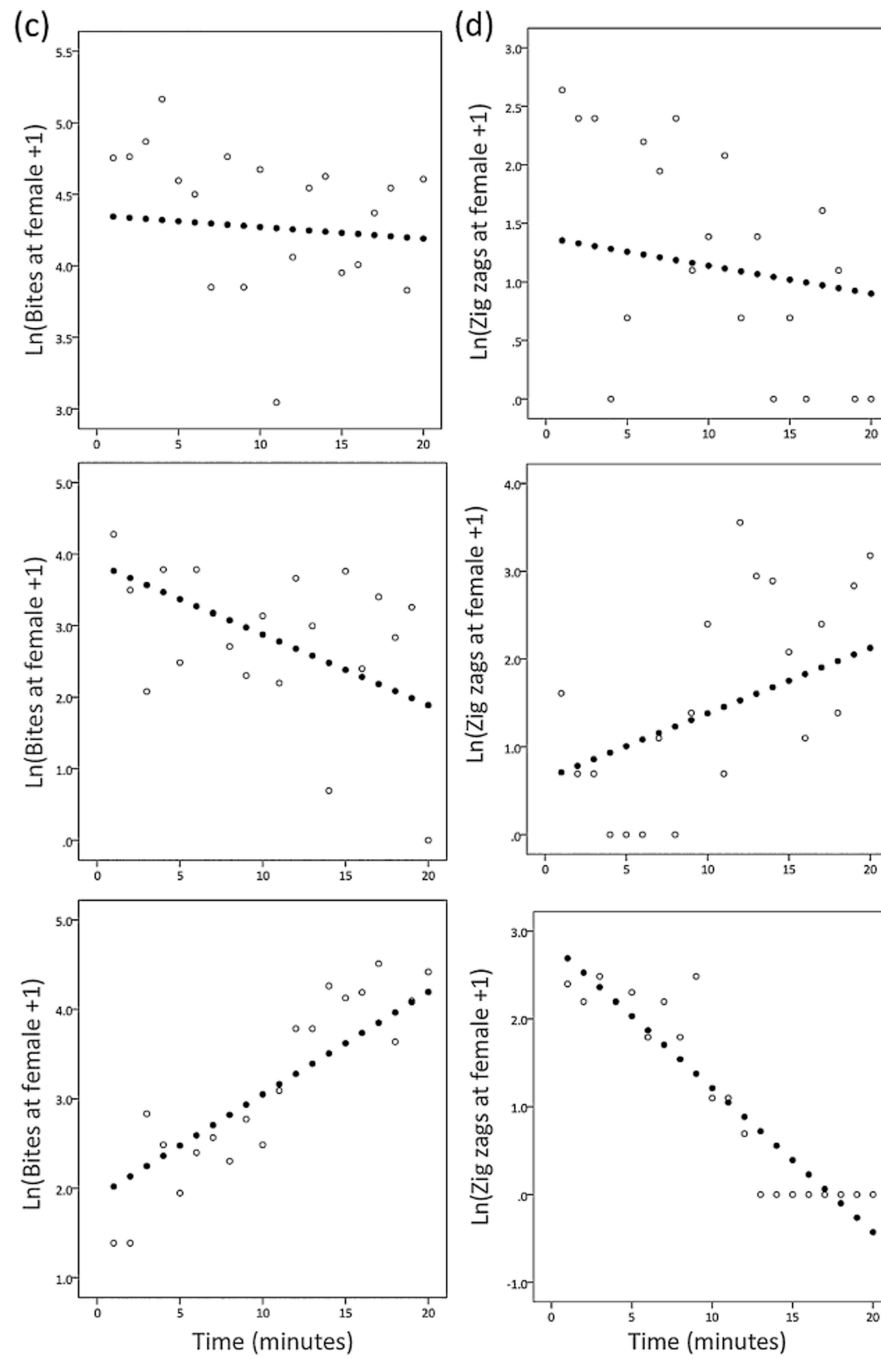 (c)
Ln(Bites at female +1)
5.5
5.0
4.5
4.0
3.5
3.0
0 5 10 15 20
(d)
Ln(Zig zags at female +1)
3.0
2.5
2.0
1.5
1.0
.5
.0
0 5 10 15 20
Ln(Bites at female +1)
5.0
4.0
3.0
2.0
1.0
.0
0 5 10 15 20
Ln(Zig zags at female +1)
4.0
3.0
2.0
1.0
.0
0 5 10 15 20
Ln(Bites at female +1)
5.0
4.0
3.0
2.0
1.0
0 5 10 15 20
Time (minutes)
Ln(Zig zags at female +1)
3.0
2.0
1.0
.0
-1.0
0 5 10 15 20
Time (minutes)